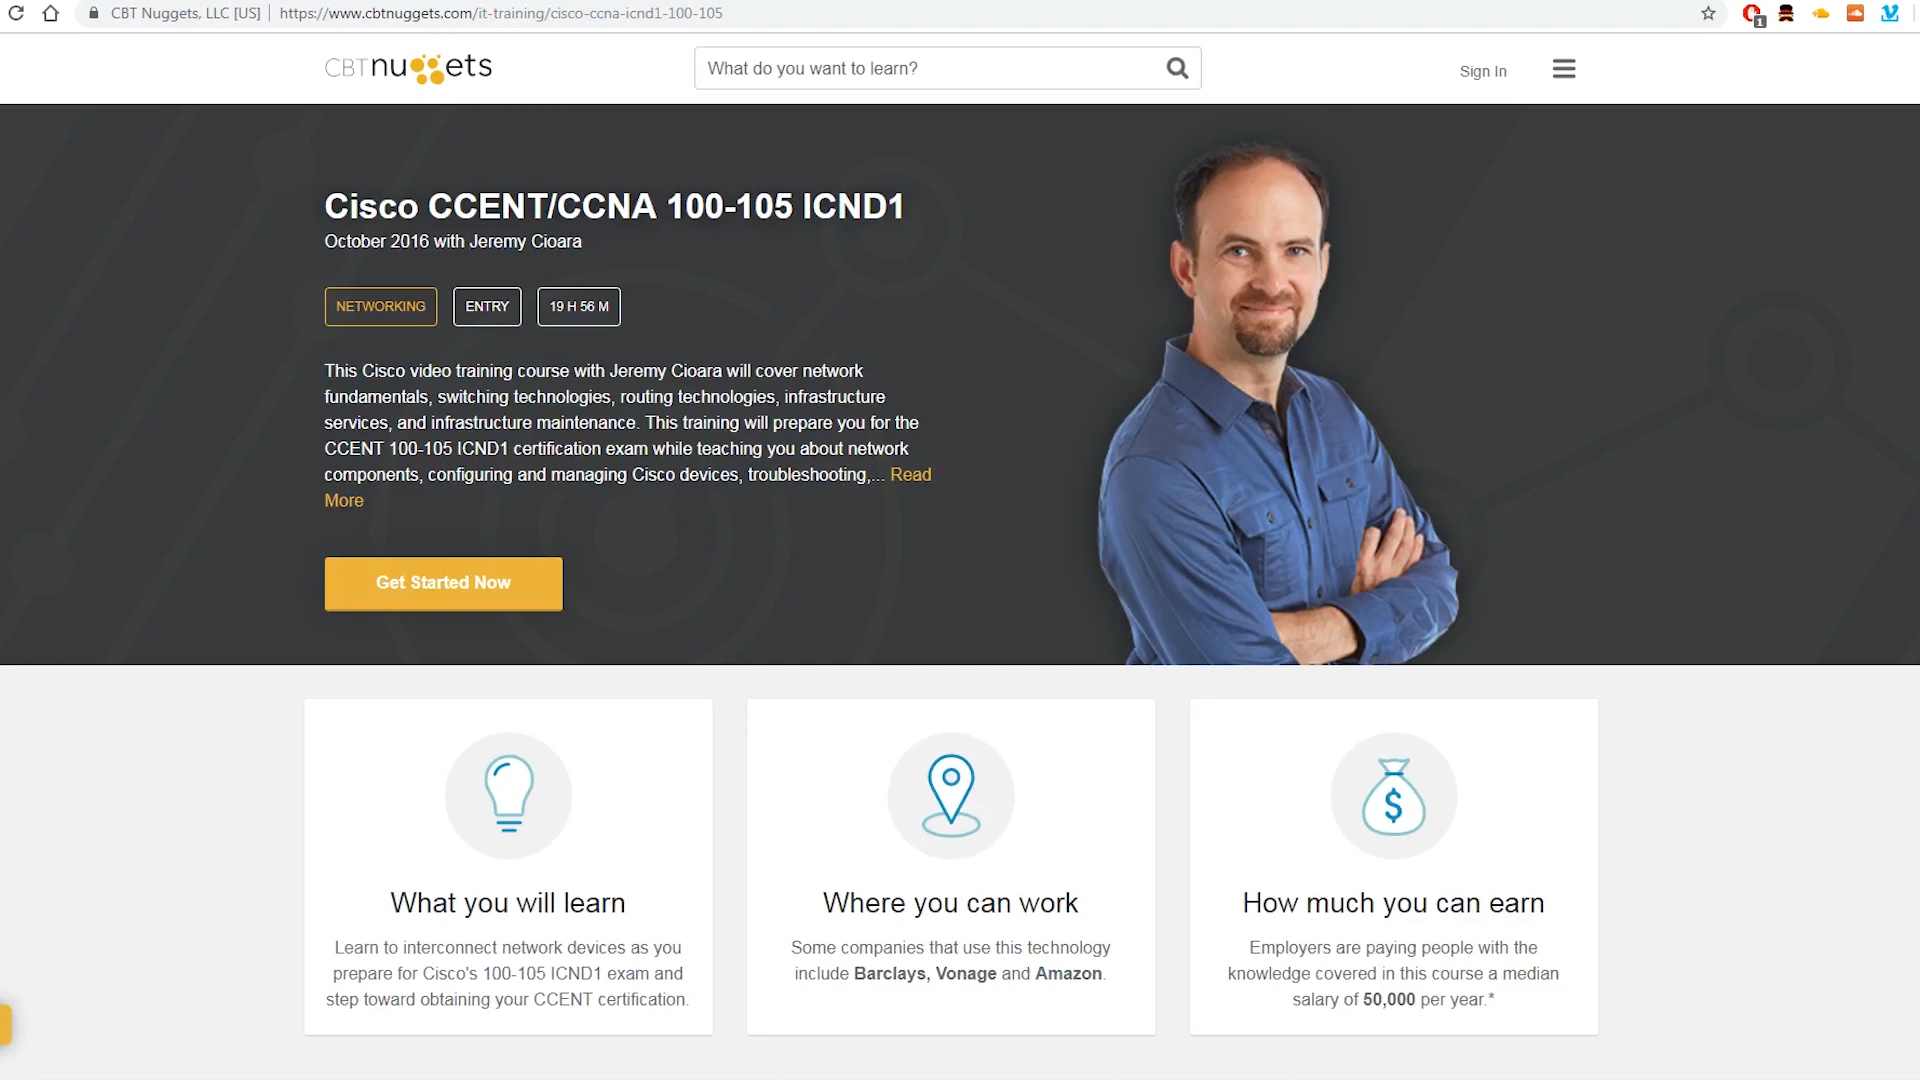 CBT Nuggets, LLC [US] | https://www.cbtnuggets.com/it-training/cisco-ccna-icnd1-100-105
1
CBTnuggets
What do you want to learn?
Sign In
Cisco CCENT/CCNA 100-105 ICND1
October 2016 with Jeremy Cioara
NETWORKING
ENTRY
19 H 56 M
This Cisco video training course with Jeremy Cioara will cover network
fundamentals, switching technologies, routing technologies, infrastructure
services, and infrastructure maintenance. This training will prepare you for the
CCENT 100-105 ICND1 certification exam while teaching you about network
components, configuring and managing Cisco devices, troubleshooting,... Read
More
Get Started Now
What you will learn
Learn to interconnect network devices as you
prepare for Cisco's 100-105 ICND1 exam and
step toward obtaining your CCENT certification.
Where you can work
Some companies that use this technology
include Barclays, Vonage and Amazon.
$
How much you can earn
Employers are paying people with the
knowledge covered in this course a median
salary of 50,000 per year.*